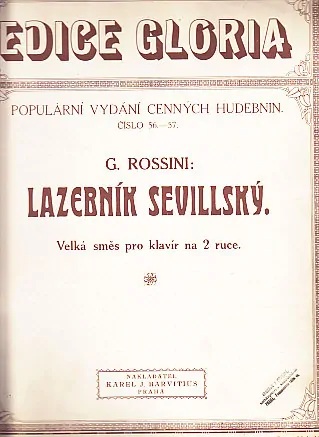 EDICE GLORIA
POPULÁRNÍ VYDÁNÍ CENNÝCH HUDEBNIN.
ČÍSLO 56.—57.
G. ROSSINI:
LAZEBNÍK SEVILLSKÝ.
Velká směs pro klavír na 2 ruce.
NAKLADATEL
KAREL J. BARVITIUS
PRAHA